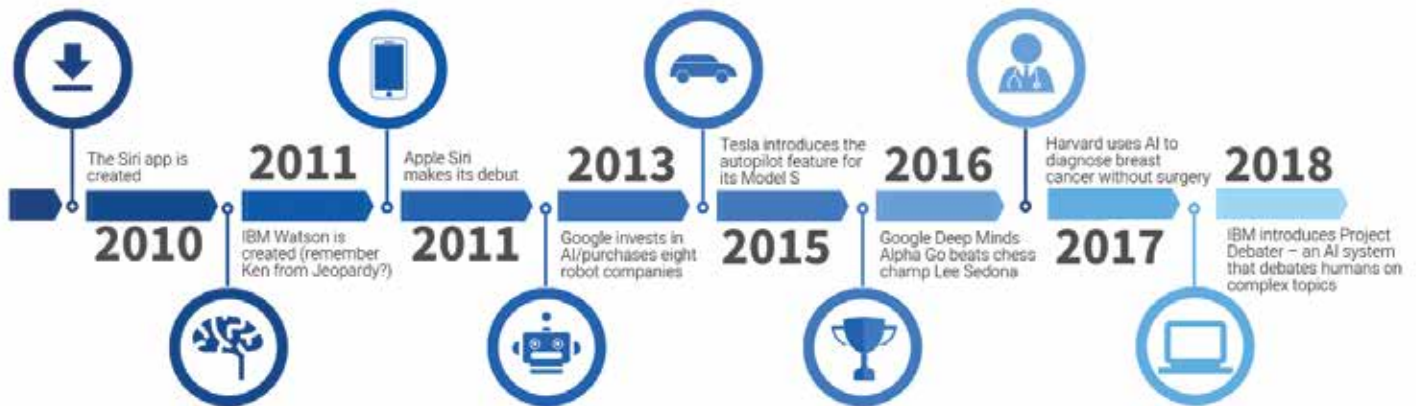 The Siri app is
created
2010
2011
IBM Watson is
created (remember
Ken from Jeopardy?)
Apple Siri
makes its debut
2011
2013
Google invests in
AI/purchases eight
robot companies
Tesla introduces the
autopilot feature for
its Model S
2015
2016
Google Deep Minds
Alpha Go beats chess
champ Lee Sedona
Harvard uses AI to
diagnose breast
cancer without surgery
2017
2018
IBM introduces Project
Debater – an AI system
that debates humans on
complex topics